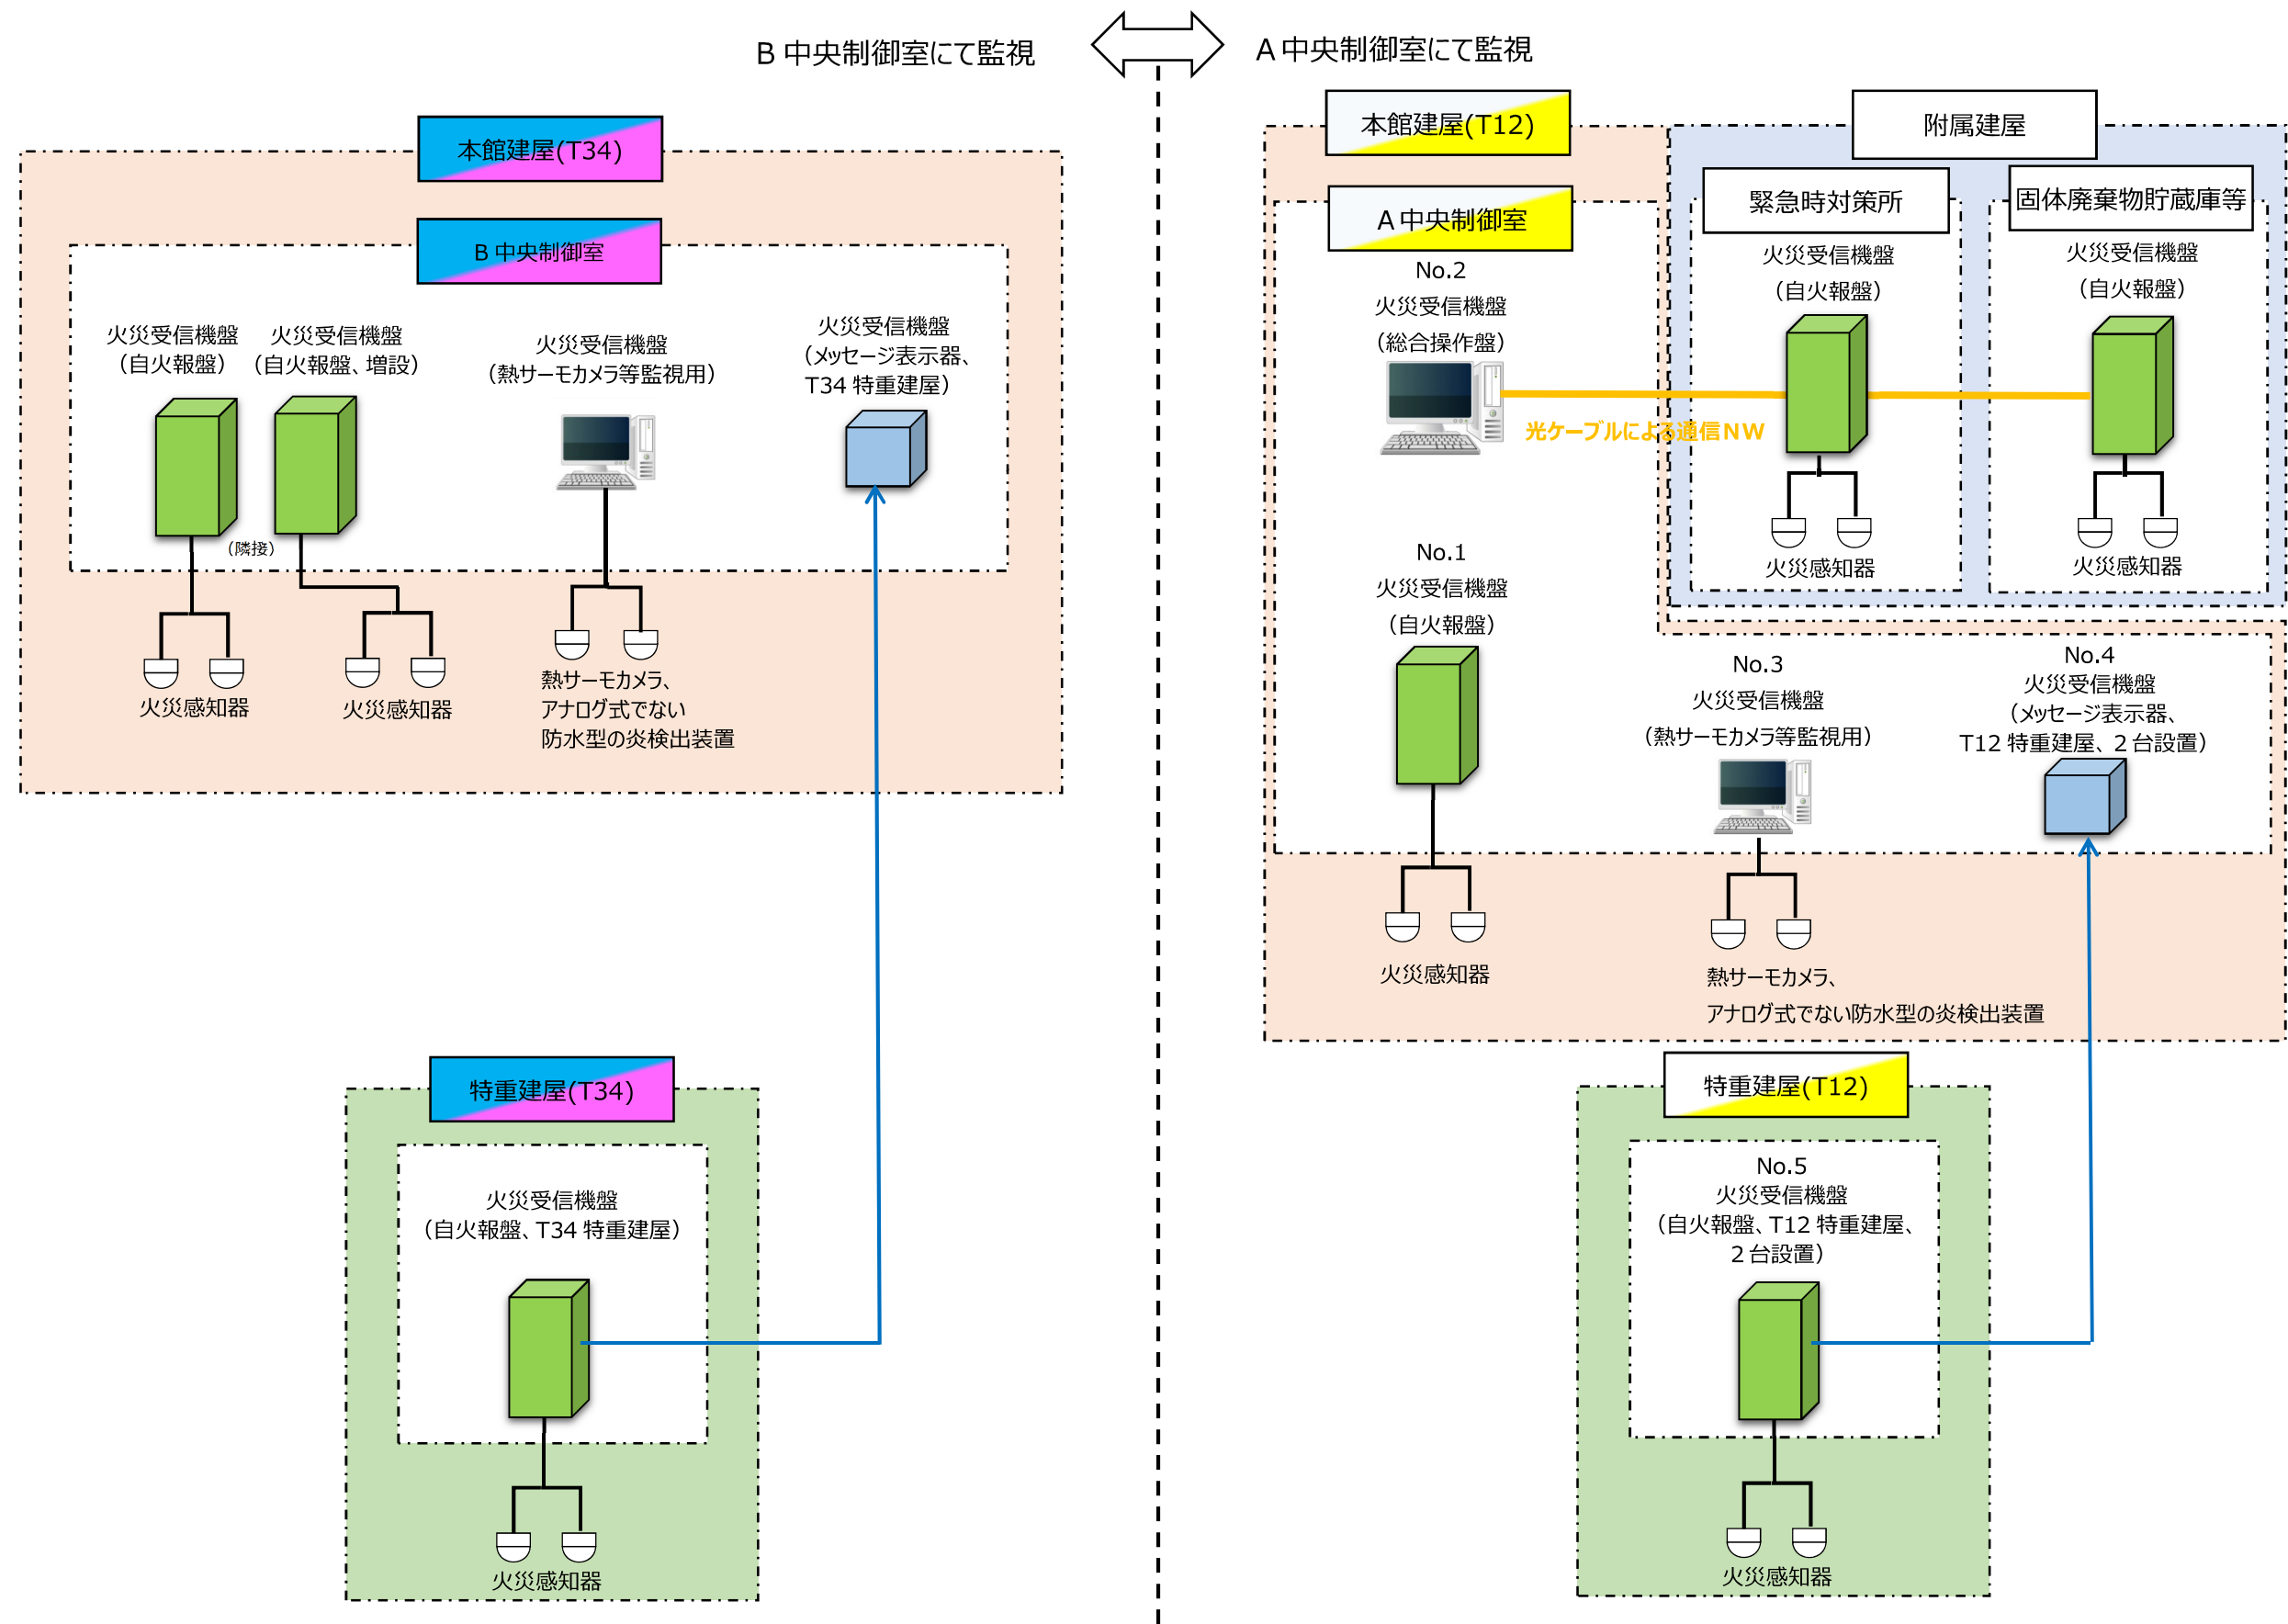 B 中央制御室にて監視
A 中央制御室にて監視
本館建屋(T34)
B 中央制御室
火災受信機盤
（自火報盤）
火災受信機盤
（自火報盤、増設）
（隣接）
火災受信機盤
（熱サーモカメラ等監視用）
火災受信機盤
（メッセージ表示器、
T34 特重建屋）
火災感知器
火災感知器
熱サーモカメラ、
アナログ式でない
防水型の炎検出装置
特重建屋(T34)
火災受信機盤
（自火報盤、T34 特重建屋）
火災感知器
本館建屋(T12)
A 中央制御室
No.2
火災受信機盤
（総合操作盤）
光ケーブルによる通信NW
附属建屋
緊急時対策所
火災受信機盤
（自火報盤）
火災感知器
固体廃棄物貯蔵庫等
火災受信機盤
（自火報盤）
火災感知器
No.1
火災受信機盤
（自火報盤）
火災感知器
No.3
火災受信機盤
（熱サーモカメラ等監視用）
熱サーモカメラ、
アナログ式でない防水型の炎検出装置
No.4
火災受信機盤
（メッセージ表示器、
T12 特重建屋、2 台設置）
特重建屋(T12)
No.5
火災受信機盤
（自火報盤、T12 特重建屋、
2 台設置）
火災感知器